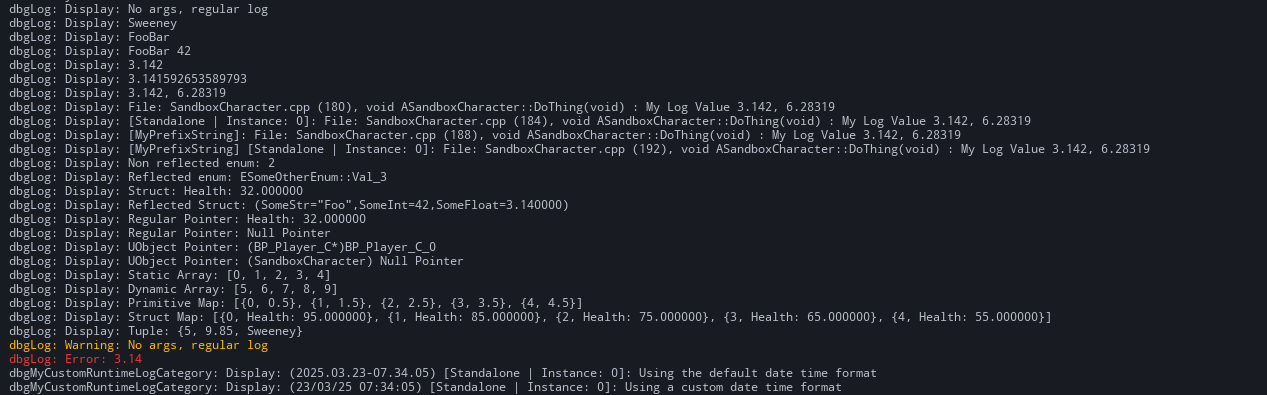 dbgLog: Display: No args, regular log
dbgLog: Display: Sweeney
dbgLog: Display: FooBar
dbgLog: Display: FooBar 42
dbgLog: Display: 3.142
dbgLog: Display: 3.141592653589793
dbgLog: Display: 3.142, 6.28319
dbgLog: Display: File: SandboxCharacter.cpp (180), void ASandboxCharacter::DoThing(void) : My Log Value 3.142, 6.28319
dbgLog: Display: [Standalone | Instance: 0]: File: SandboxCharacter.cpp (184), void ASandboxCharacter::DoThing(void) : My Log Value 3.142, 6.28319
dbgLog: Display: [MyPrefixString]: File: SandboxCharacter.cpp (188), void ASandboxCharacter::DoThing(void) : My Log Value 3.142, 6.28319
dbgLog: Display: [MyPrefixString] [Standalone | Instance: 0]: File: SandboxCharacter.cpp (192), void ASandboxCharacter::DoThing(void) : My Log Value 3.142, 6.28319
dbgLog: Display: Non reflected enum: 2
dbgLog: Display: Reflected enum: ESomeOtherEnum::Val_3
dbgLog: Display: Struct: Health: 32.000000
dbgLog: Display: Reflected Struct: (SomeStr="Foo",SomeInt=42,SomeFloat=3.140000)
dbgLog: Display: Regular Pointer: Health: 32.000000
dbgLog: Display: Regular Pointer: Null Pointer
dbgLog: Display: UObject Pointer: (BP_Player_C*)BP_Player_C_0
dbgLog: Display: UObject Pointer: (SandboxCharacter) Null Pointer
dbgLog: Display: Static Array: [0, 1, 2, 3, 4]
dbgLog: Display: Dynamic Array: [5, 6, 7, 8, 9]
dbgLog: Display: Primitive Map: [{0, 0.5}, {1, 1.5}, {2, 2.5}, {3, 3.5}, {4, 4.5}]
dbgLog: Display: Struct Map: [{0, Health: 95.000000}, {1, Health: 85.000000}, {2, Health: 75.000000}, {3, Health: 65.000000}, {4, Health: 55.000000}]
dbgLog: Display: Tuple: {5, 9.85, Sweeney}
dbgLog: Warning: No args, regular log
dbgLog: Error: 3.14
dbgMyCustomRuntimeLogCategory: Display: (2025.03.23-07.34.05) [Standalone | Instance: 0]: Using the default date time format
dbgMyCustomRuntimeLogCategory: Display: (23/03/25 07:34:05) [Standalone | Instance: 0]: Using a custom date time format